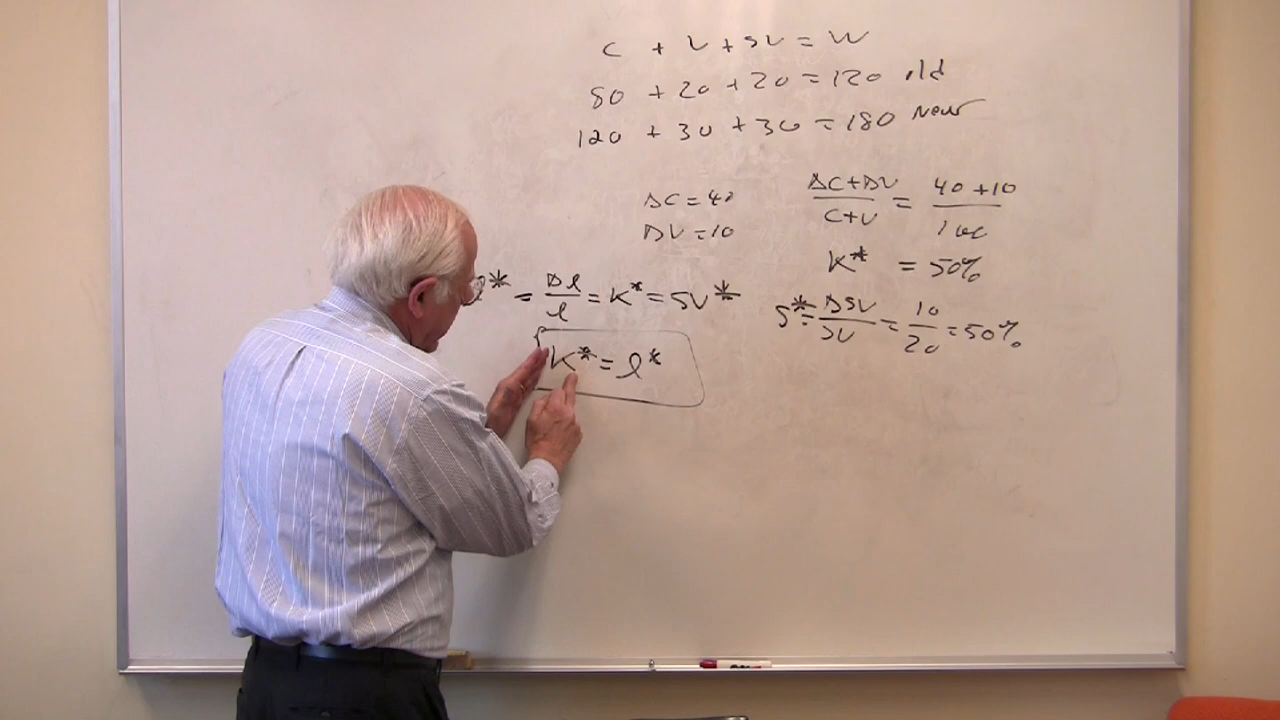 C + V + SV = W
80 + 20 + 20 = 120 old
120 + 30 + 30 = 180 New
ΔC = 40
ΔV = 10
ΔC+ΔV / C+V = 40+10 / 100
K* = 50%
l* = Δl / l = K* = SV*
S* = ΔSV / SV = 10 / 20 = 50%
K* = l*